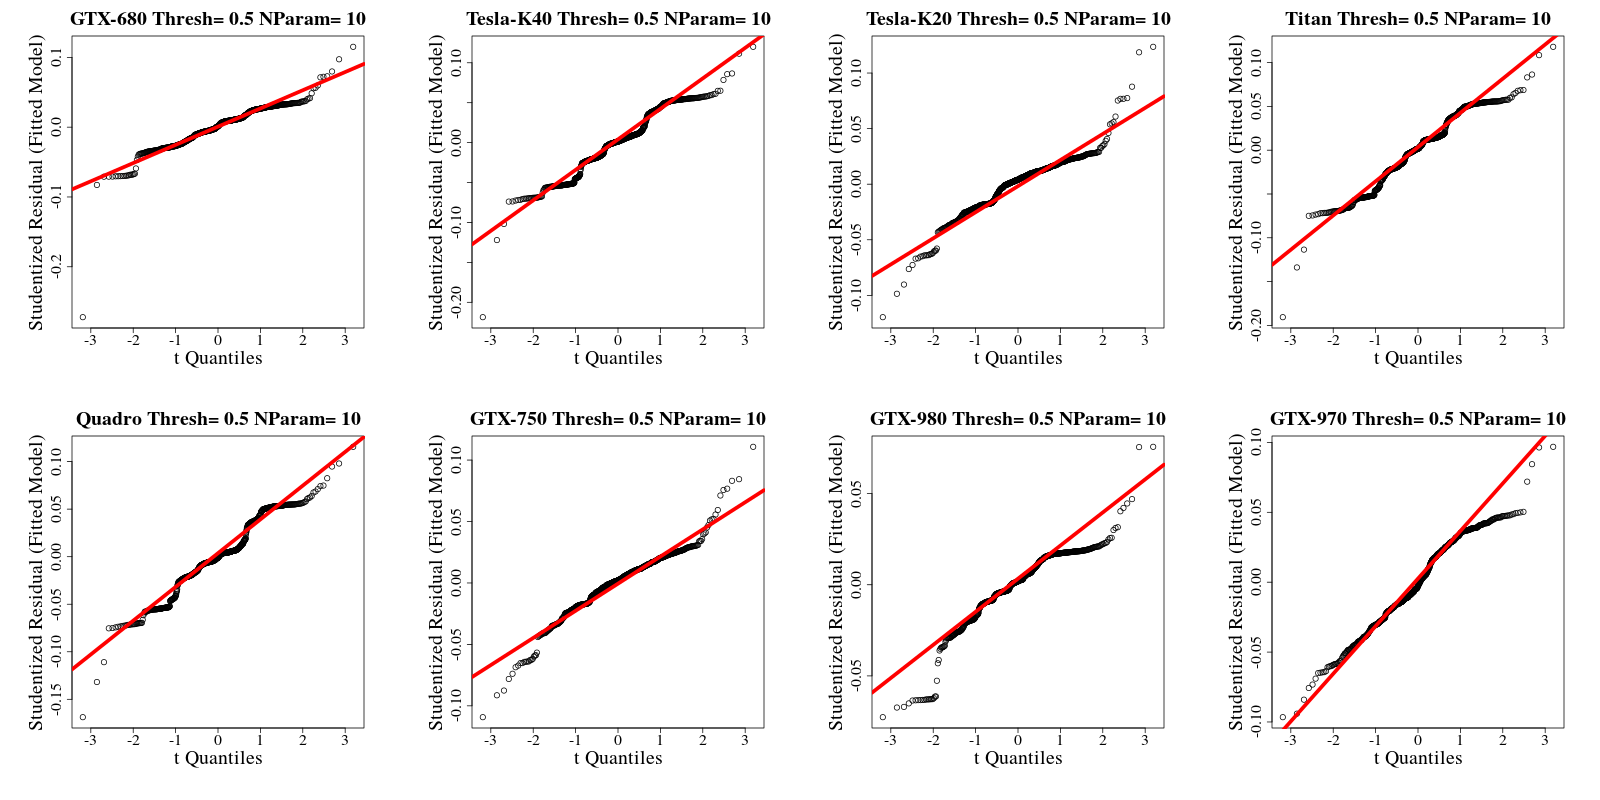 GTX-680 Thresh= 0.5 NParam= 10
Studentized Residual (Fitted Model)
0.1
0.0
-0.1
-0.2
-3 -2 -1 0 1 2 3
t Quantiles
Tesla-K40 Thresh= 0.5 NParam= 10
Studentized Residual (Fitted Model)
0.10
0.00
-0.10
-0.20
-3 -2 -1 0 1 2 3
t Quantiles
Tesla-K20 Thresh= 0.5 NParam= 10
Studentized Residual (Fitted Model)
0.10
0.05
0.00
-0.05
-0.10
-3 -2 -1 0 1 2 3
t Quantiles
Titan Thresh= 0.5 NParam= 10
Studentized Residual (Fitted Model)
0.10
0.05
0.00
-0.10
-0.20
-3 -2 -1 0 1 2 3
t Quantiles
Quadro Thresh= 0.5 NParam= 10
Studentized Residual (Fitted Model)
0.10
0.05
0.00
-0.05
-0.10
-0.15
-3 -2 -1 0 1 2 3
t Quantiles
GTX-750 Thresh= 0.5 NParam= 10
Studentized Residual (Fitted Model)
0.10
0.05
0.00
-0.05
-0.10
-3 -2 -1 0 1 2 3
t Quantiles
GTX-980 Thresh= 0.5 NParam= 10
Studentized Residual (Fitted Model)
0.05
0.00
-0.05
-3 -2 -1 0 1 2 3
t Quantiles
GTX-970 Thresh= 0.5 NParam= 10
Studentized Residual (Fitted Model)
0.10
0.05
0.00
-0.05
-0.10
-3 -2 -1 0 1 2 3
t Quantiles